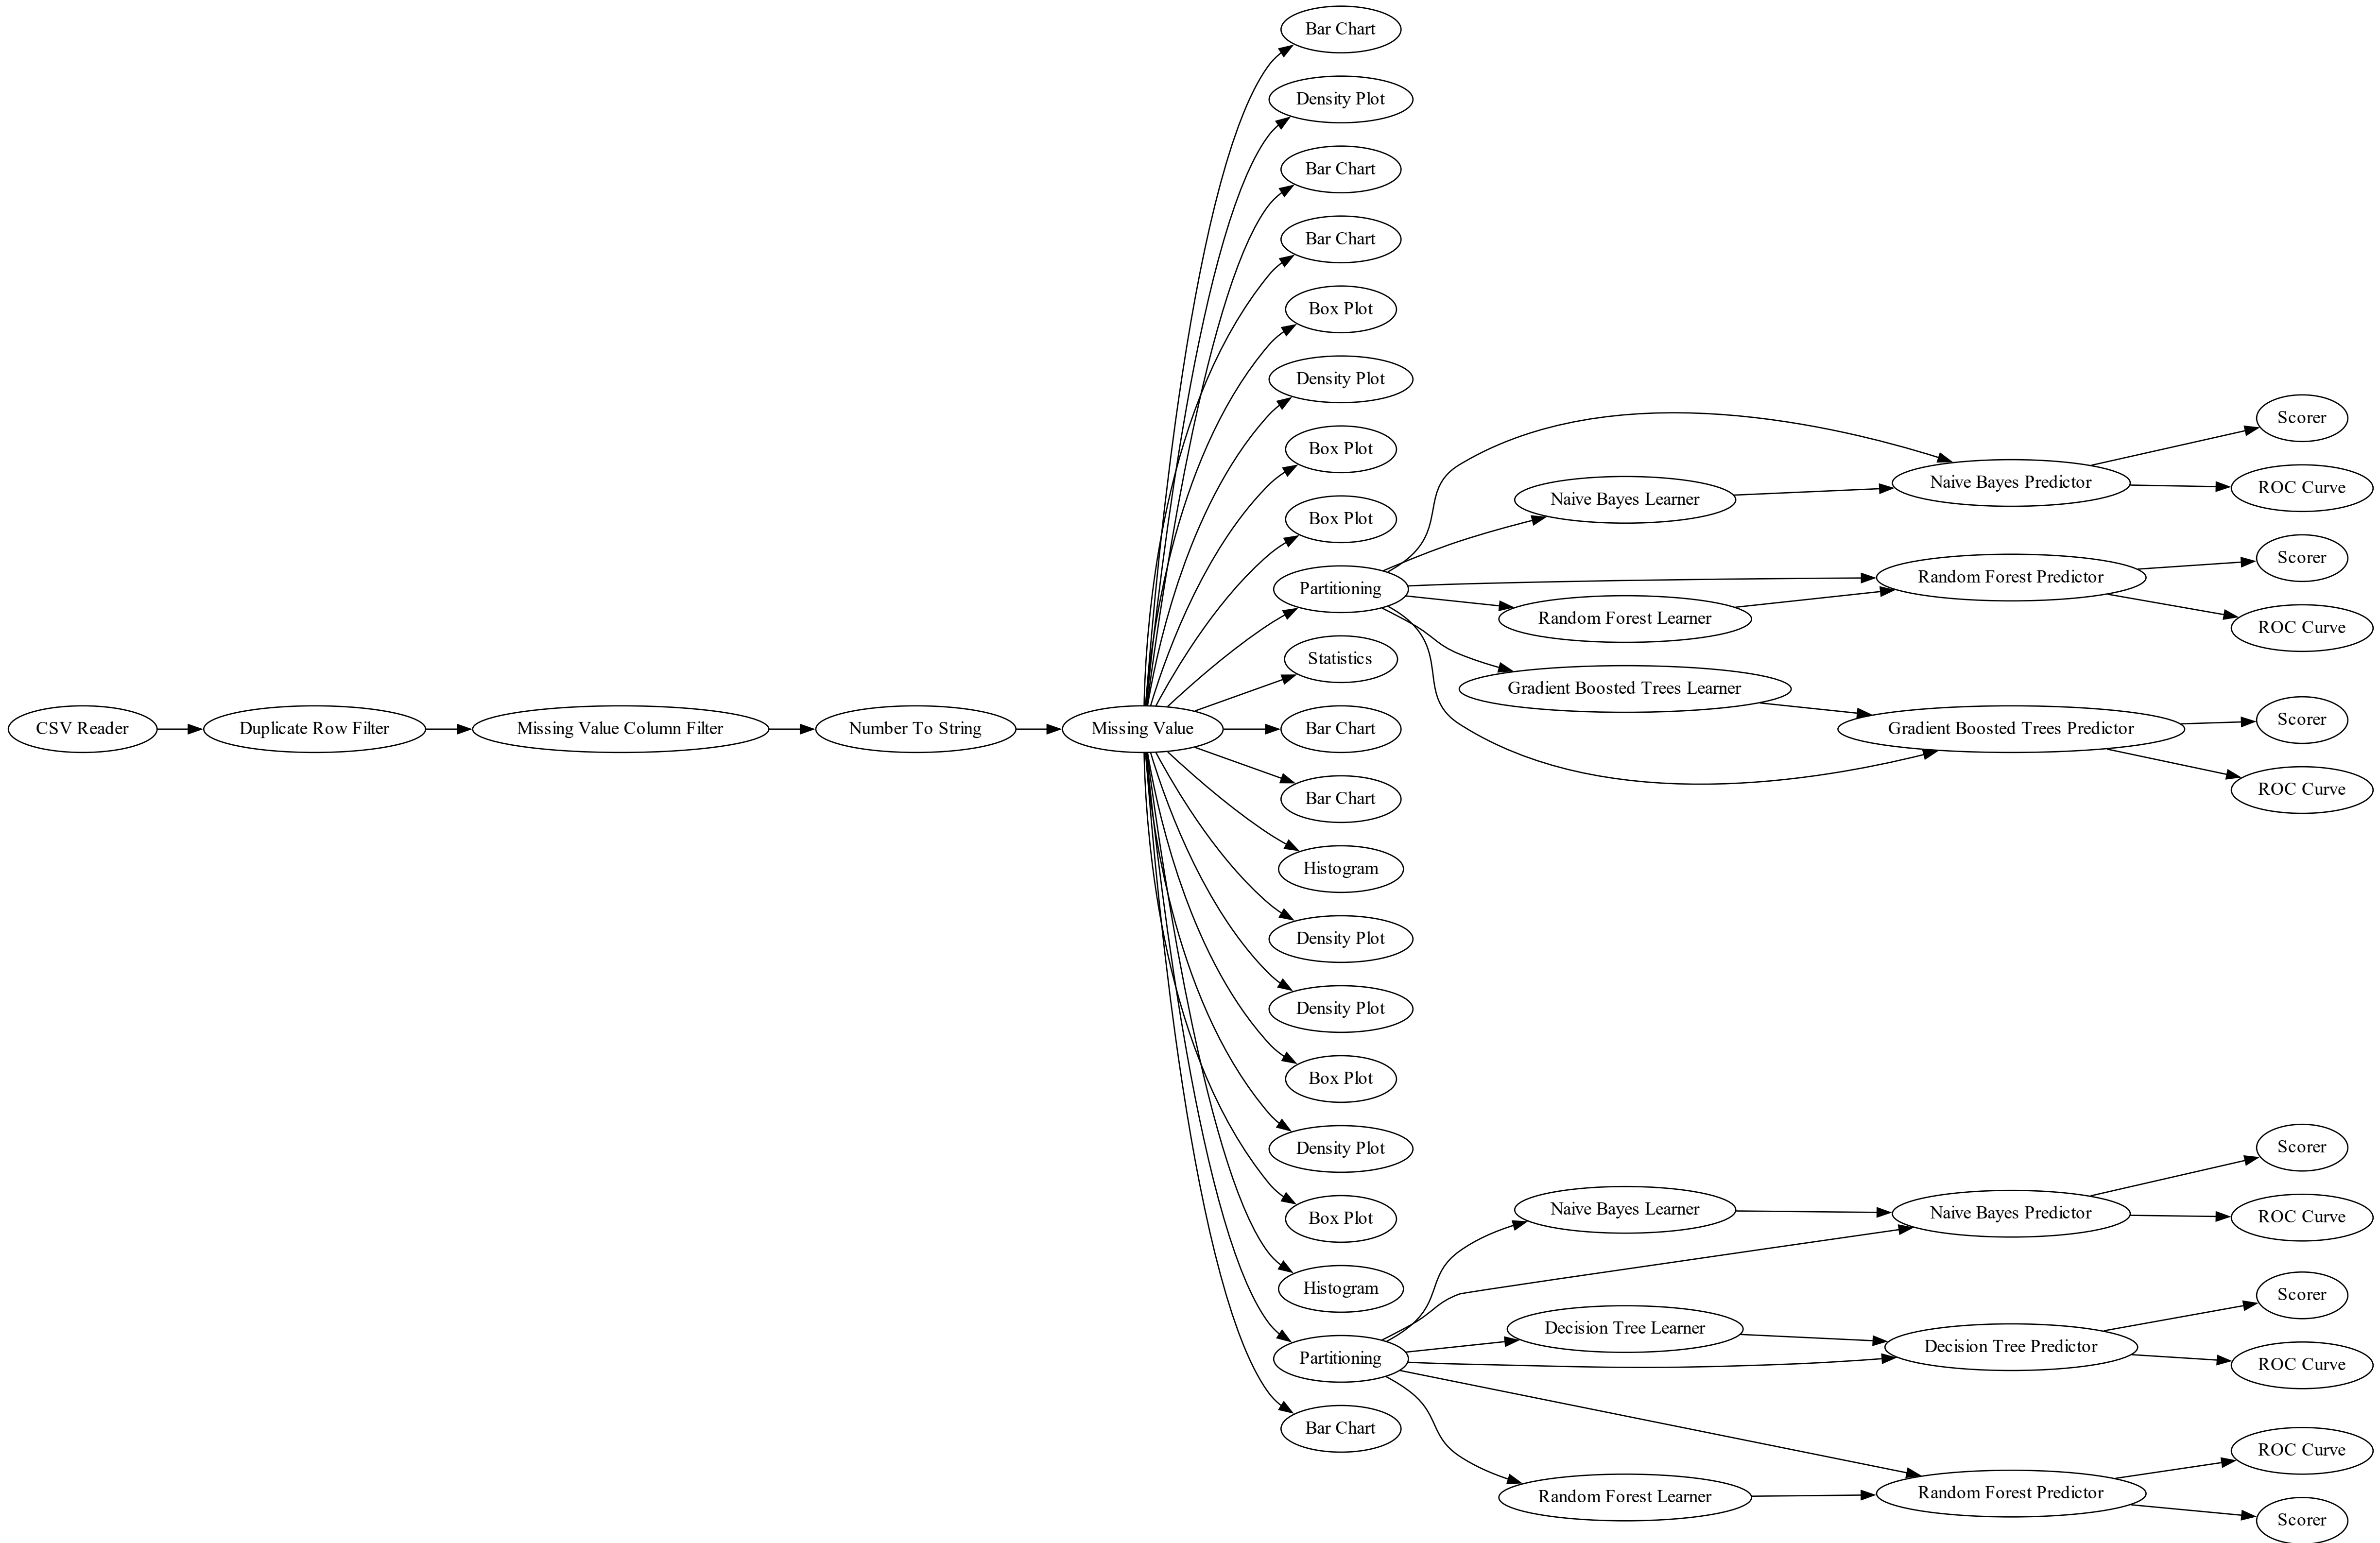 CSV Reader
Duplicate Row Filter
Missing Value Column Filter
Number To String
Missing Value
Bar Chart
Density Plot
Bar Chart
Bar Chart
Box Plot
Density Plot
Box Plot
Box Plot
Partitioning
Statistics
Bar Chart
Bar Chart
Histogram
Density Plot
Density Plot
Box Plot
Density Plot
Box Plot
Histogram
Partitioning
Bar Chart
Naive Bayes Learner
Random Forest Learner
Gradient Boosted Trees Learner
Naive Bayes Learner
Decision Tree Learner
Random Forest Learner
Naive Bayes Predictor
Random Forest Predictor
Gradient Boosted Trees Predictor
Naive Bayes Predictor
Decision Tree Predictor
Random Forest Predictor
Scorer
ROC Curve
Scorer
ROC Curve
Scorer
ROC Curve
Scorer
ROC Curve
Scorer
ROC Curve
ROC Curve
Scorer